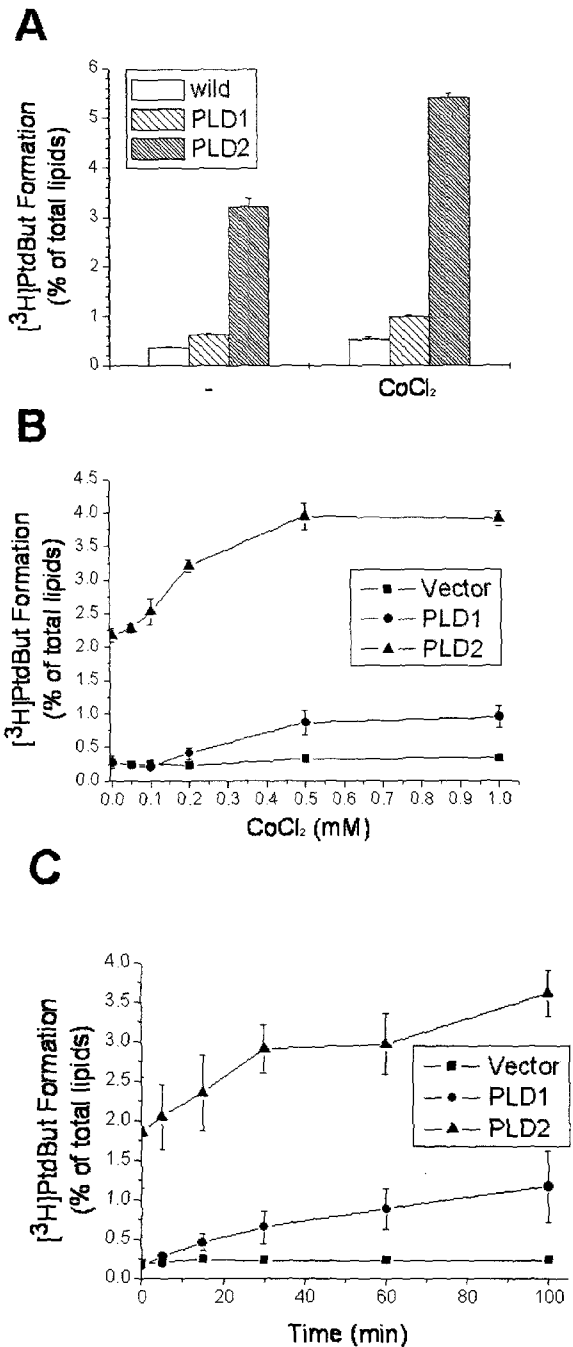 A
[³H]PtdBut Formation
(% of total lipids)
6
5
4
3
2
1
0
wild
PLD1
PLD2
-
CoCl₂
B
[³H]PtdBut Formation
(% of total lipids)
4.5
4.0
3.5
3.0
2.5
2.0
1.5
1.0
0.5
0.0
Vector
PLD1
PLD2
0.0 0.1 0.2 0.3 0.4 0.5 0.6 0.7 0.8 0.9 1.0
CoCl₂ (mM)
C
[³H]PtdBut Formation
(% of total lipids)
4.0
3.5
3.0
2.5
2.0
1.5
1.0
0.5
0.0
Vector
PLD1
PLD2
0 20 40 60 80 100
Time (min)